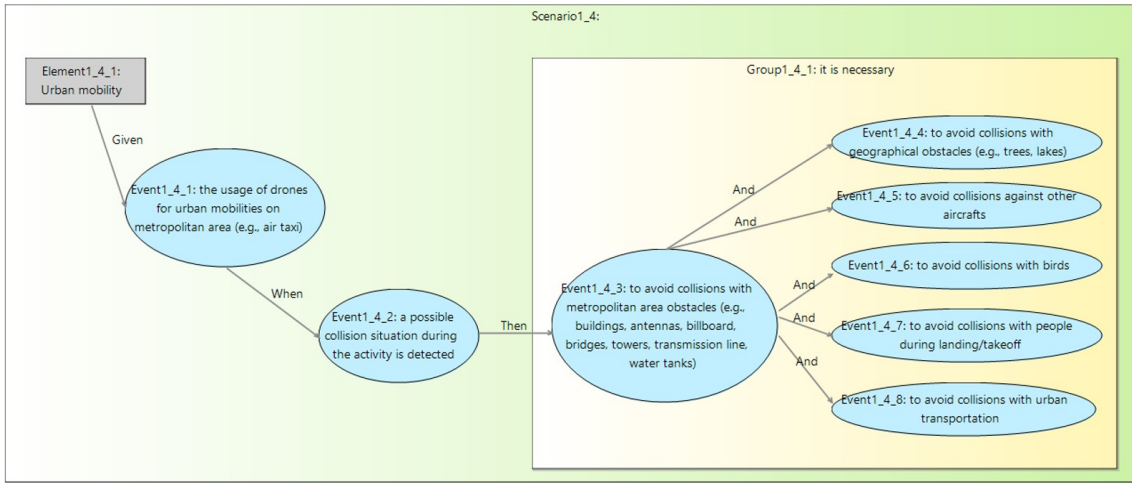 Scenario1_4:
Element1_4_1:
Urban mobility
Given
Event1_4_1: the usage of drones
for urban mobilities on
metropolitan area (e.g., air taxi)
When
Event1_4_2: a possible
collision situation during
the activity is detected
Then
Group1_4_1: it is necessary
Event1_4_3: to avoid collisions with
metropolitan area obstacles (e.g.,
buildings, antennas, billboard,
bridges, towers, transmission line,
water tanks)
And
Event1_4_4: to avoid collisions with
geographical obstacles (e.g., trees, lakes)
And
Event1_4_5: to avoid collisions against other
aircrafts
And
Event1_4_6: to avoid collisions with birds
And
Event1_4_7: to avoid collisions with people
during landing/takeoff
And
Event1_4_8: to avoid collisions with urban
transportation